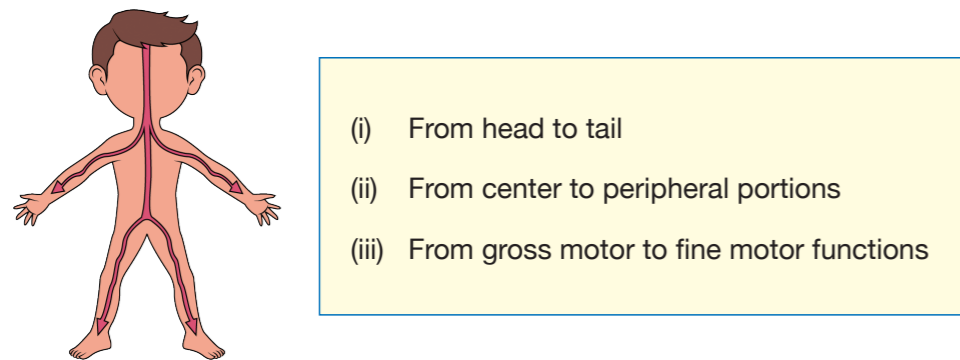 (i) From head to tail
(ii) From center to peripheral portions
(iii) From gross motor to fine motor functions